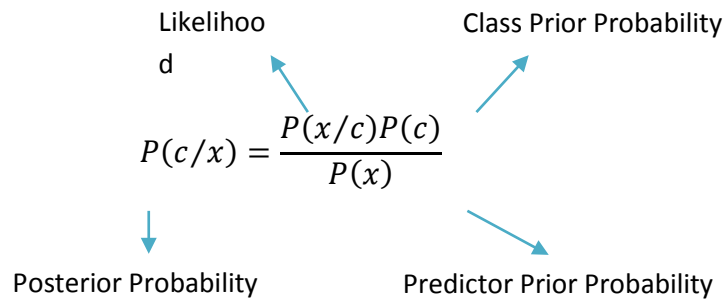 Likelihoo
d
Class Prior Probability
P(c/x) = P(x/c)P(c)
P(x)
Posterior Probability
Predictor Prior Probability